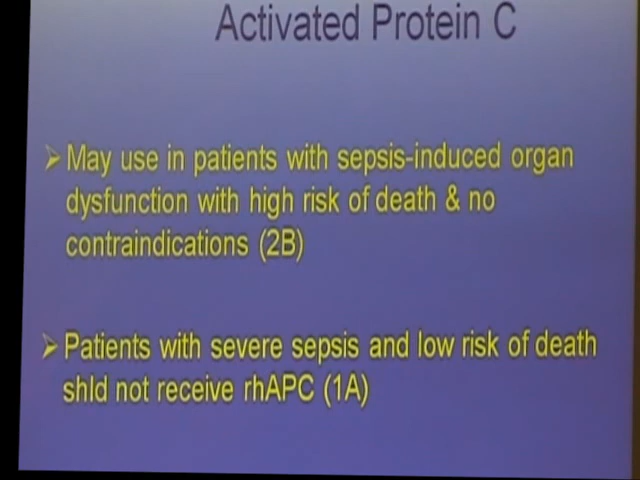 Activated Protein C
➢ May use in patients with sepsis-induced organ
dysfunction with high risk of death & no
contraindications (2B)
➢ Patients with severe sepsis and low risk of death
shld not receive rhAPC (1A)